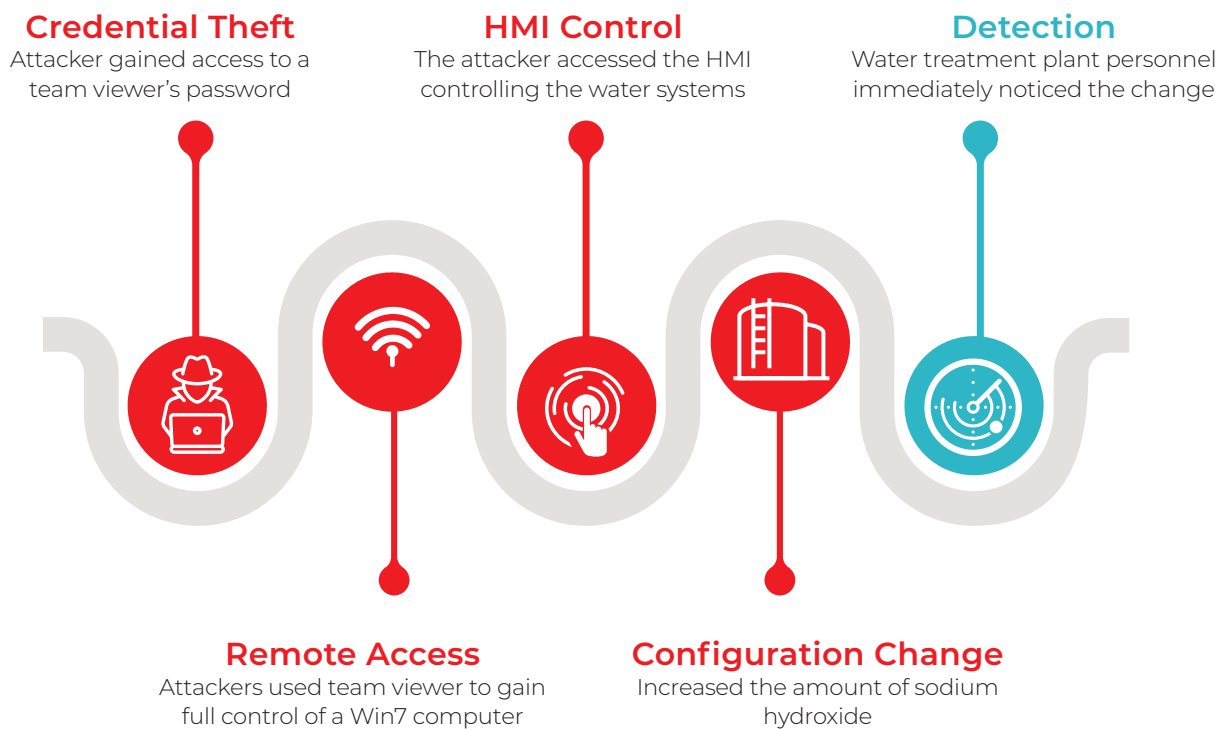 Credential Theft
Attacker gained access to a
team viewer's password
HMI Control
The attacker accessed the HMI
controlling the water systems
Detection
Water treatment plant personnel
immediately noticed the change
Remote Access
Attackers used team viewer to gain
full control of a Win7 computer
Configuration Change
Increased the amount of sodium
hydroxide